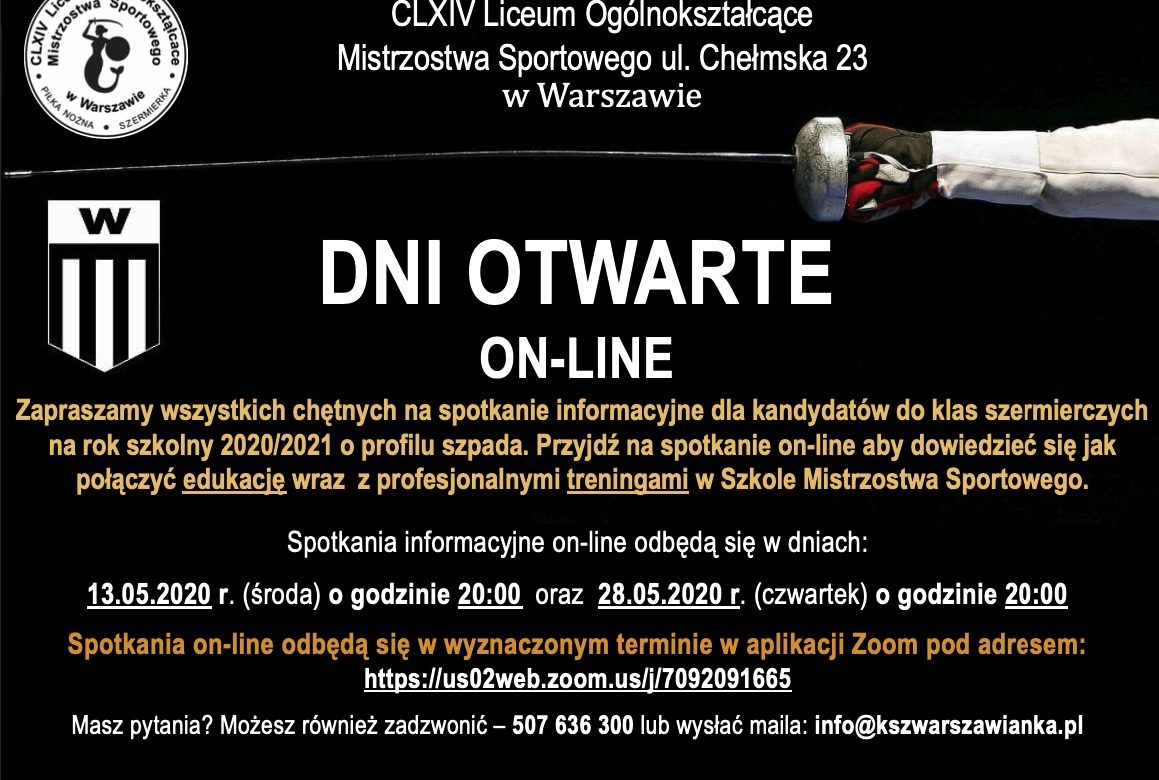 CLXIV Liceum Ogólnokształcące
Mistrzostwa Sportowego ul. Chełmska 23
w Warszawie
CLXIV Liceum Ogólnokształcące
Mistrzostwa Sportowego
w Warszawie
PIŁKA NOŻNA • SZERMIERKA
W
DNI OTWARTE
ON-LINE
Zapraszamy wszystkich chętnych na spotkanie informacyjne dla kandydatów do klas szermierczych
na rok szkolny 2020/2021 o profilu szpada. Przyjdź na spotkanie on-line aby dowiedzieć się jak
połączyć edukację wraz z profesjonalnymi treningami w Szkole Mistrzostwa Sportowego.
Spotkania informacyjne on-line odbędą się w dniach:
13.05.2020 r. (środa) o godzinie 20:00 oraz 28.05.2020 r. (czwartek) o godzinie 20:00
Spotkania on-line odbędą się w wyznaczonym terminie w aplikacji Zoom pod adresem:
https://us02web.zoom.us/j/7092091665
Masz pytania? Możesz również zadzwonić – 507 636 300 lub wysłać maila: info@kszwarszawianka.pl